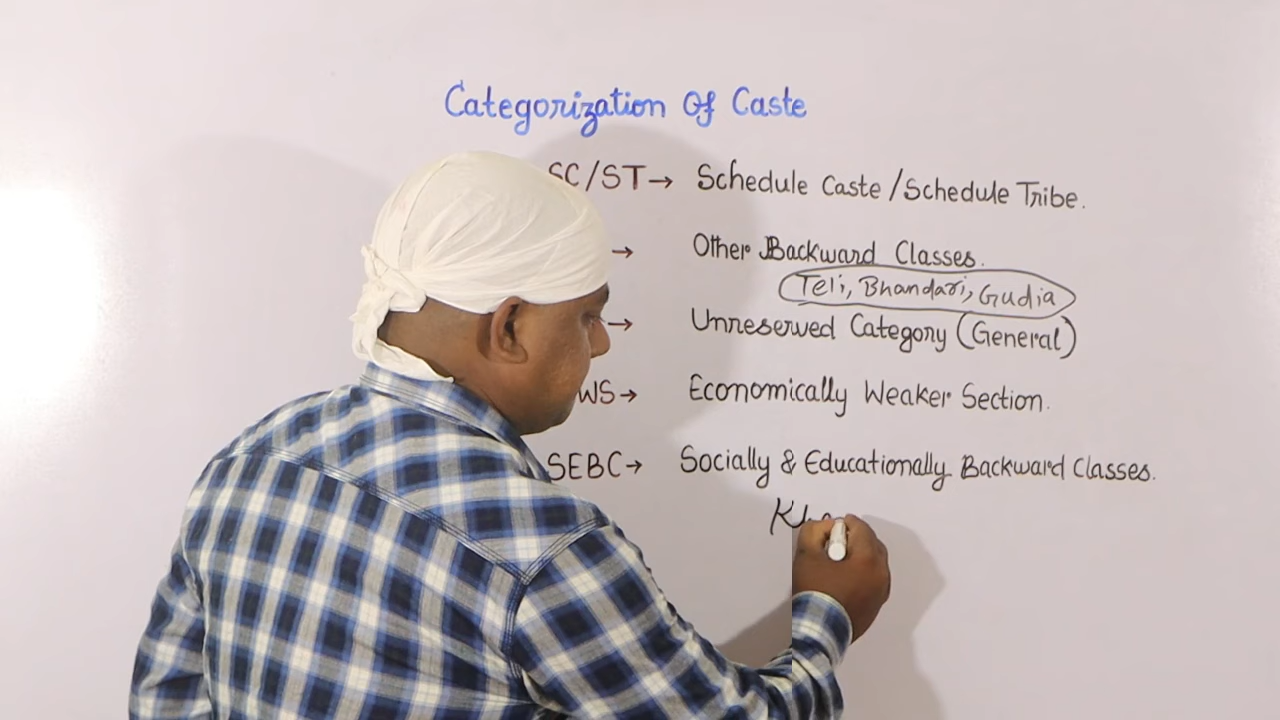 Categorization Of Caste
SC/ST→ Schedule Caste/Schedule Tribe.
→ Other Backward Classes.
Teli, Bhandari, Gudia
→ Unreserved Category (General)
WS→ Economically Weaker Section.
SEBC→ Socially & Educationally Backward Classes.